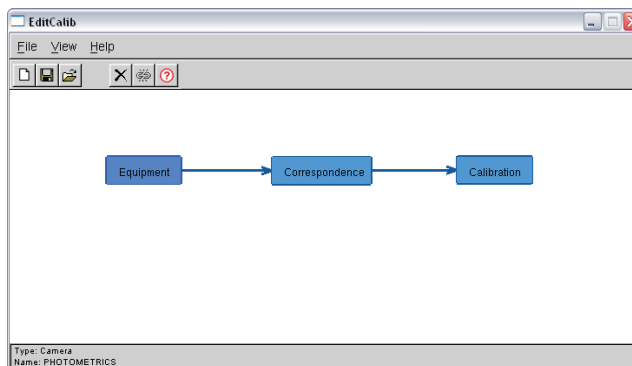 EditCalib
File View Help
Equipment Correspondence Calibration
Type: Camera
Name: PHOTOMETRICS